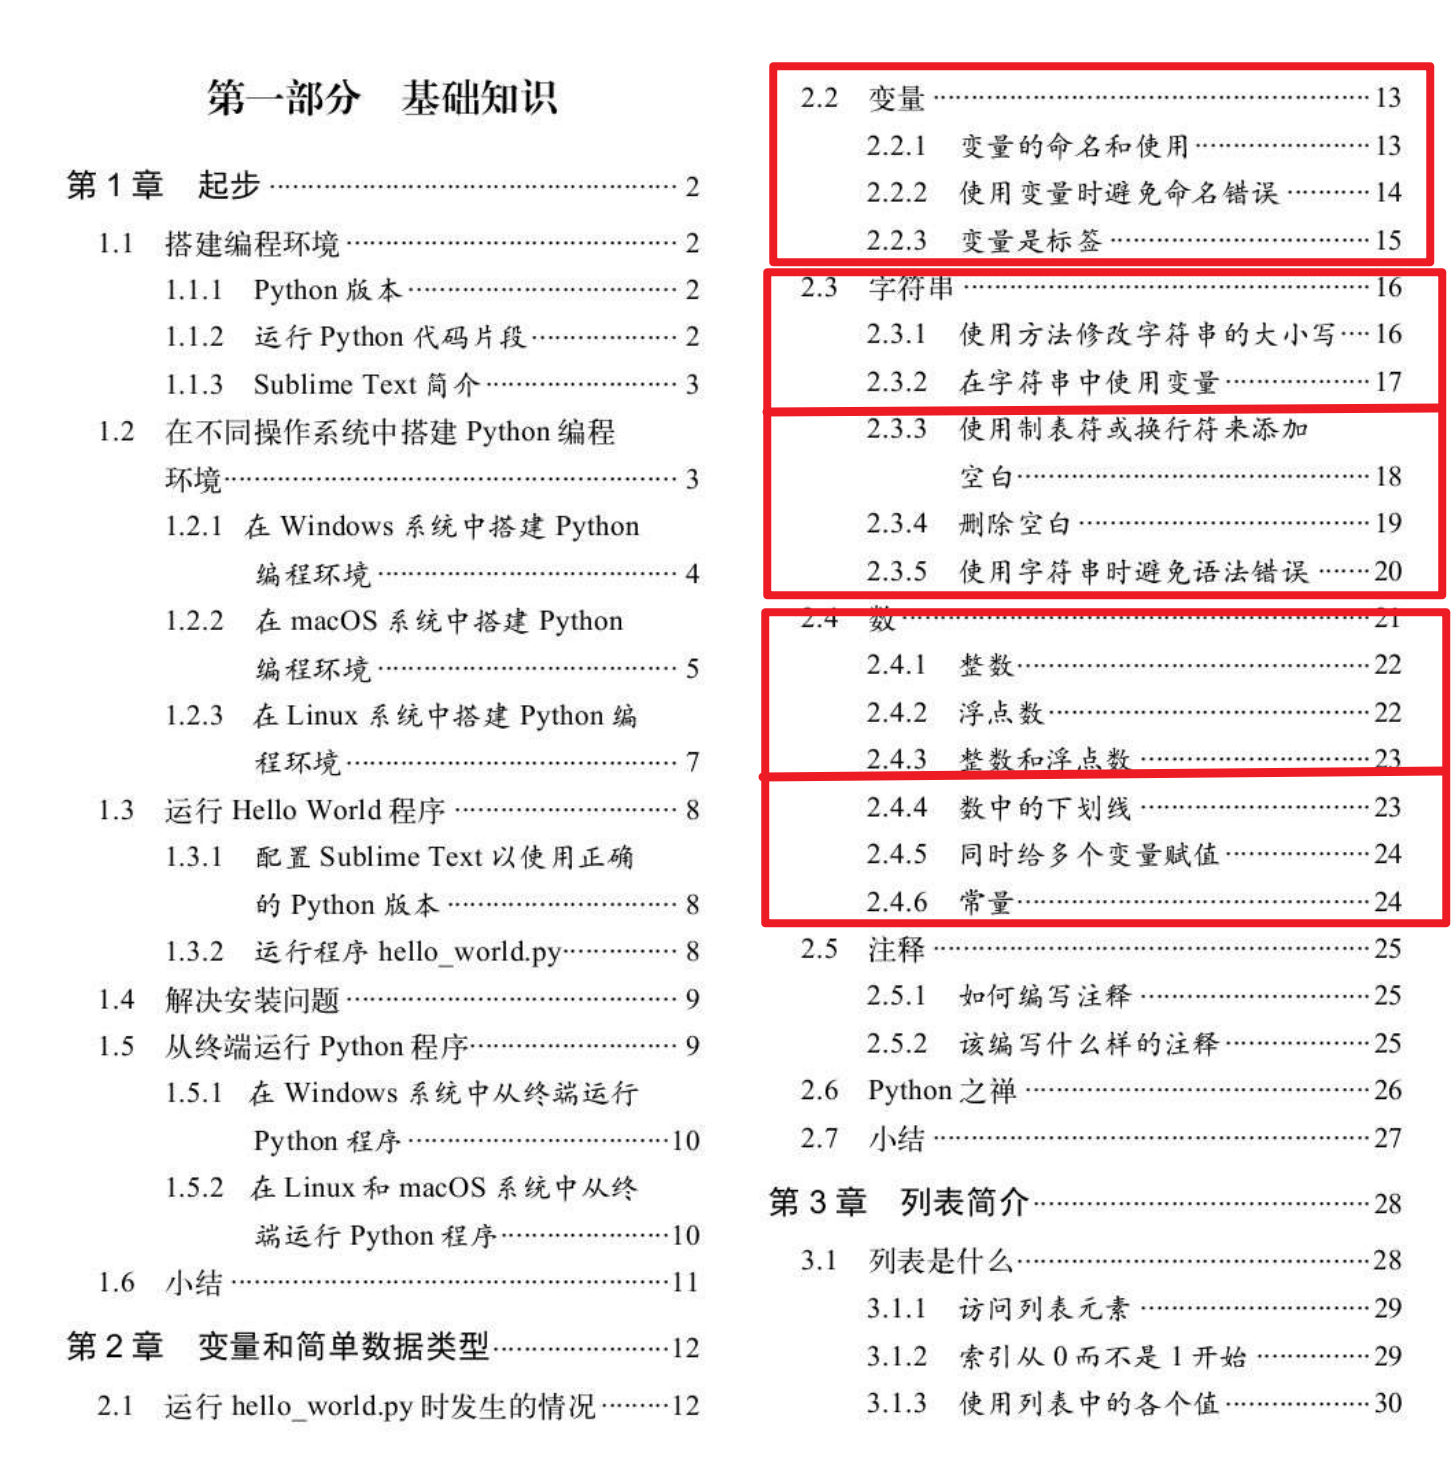 第一部分　基础知识
第 1 章　起步 ······ 2
1.1　搭建编程环境 ······ 2
1.1.1　Python 版本 ······ 2
1.1.2　运行 Python 代码片段 ······ 2
1.1.3　Sublime Text 简介 ······ 3
1.2　在不同操作系统中搭建 Python 编程
环境 ······ 3
1.2.1　在 Windows 系统中搭建 Python
编程环境 ······ 4
1.2.2　在 macOS 系统中搭建 Python
编程环境 ······ 5
1.2.3　在 Linux 系统中搭建 Python 编
程环境 ······ 7
1.3　运行 Hello World 程序 ······ 8
1.3.1　配置 Sublime Text 以使用正确
的 Python 版本 ······ 8
1.3.2　运行程序 hello_world.py ······ 8
1.4　解决安装问题 ······ 9
1.5　从终端运行 Python 程序 ······ 9
1.5.1　在 Windows 系统中从终端运行
Python 程序 ······ 10
1.5.2　在 Linux 和 macOS 系统中从终
端运行 Python 程序 ······ 10
1.6　小结 ······ 11
第 2 章　变量和简单数据类型 ······ 12
2.1　运行 hello_world.py 时发生的情况 ······ 12
2.2　变量 ······ 13
2.2.1　变量的命名和使用 ······ 13
2.2.2　使用变量时避免命名错误 ······ 14
2.2.3　变量是标签 ······ 15
2.3　字符串 ······ 16
2.3.1　使用方法修改字符串的大小写 ······ 16
2.3.2　在字符串中使用变量 ······ 17
2.3.3　使用制表符或换行符来添加
空白 ······ 18
2.3.4　删除空白 ······ 19
2.3.5　使用字符串时避免语法错误 ······ 20
2.4　数 ······ 21
2.4.1　整数 ······ 22
2.4.2　浮点数 ······ 22
2.4.3　整数和浮点数 ······ 23
2.4.4　数中的下划线 ······ 23
2.4.5　同时给多个变量赋值 ······ 24
2.4.6　常量 ······ 24
2.5　注释 ······ 25
2.5.1　如何编写注释 ······ 25
2.5.2　该编写什么样的注释 ······ 25
2.6　Python 之禅 ······ 26
2.7　小结 ······ 27
第 3 章　列表简介 ······ 28
3.1　列表是什么 ······ 28
3.1.1　访问列表元素 ······ 29
3.1.2　索引从 0 而不是 1 开始 ······ 29
3.1.3　使用列表中的各个值 ······ 30